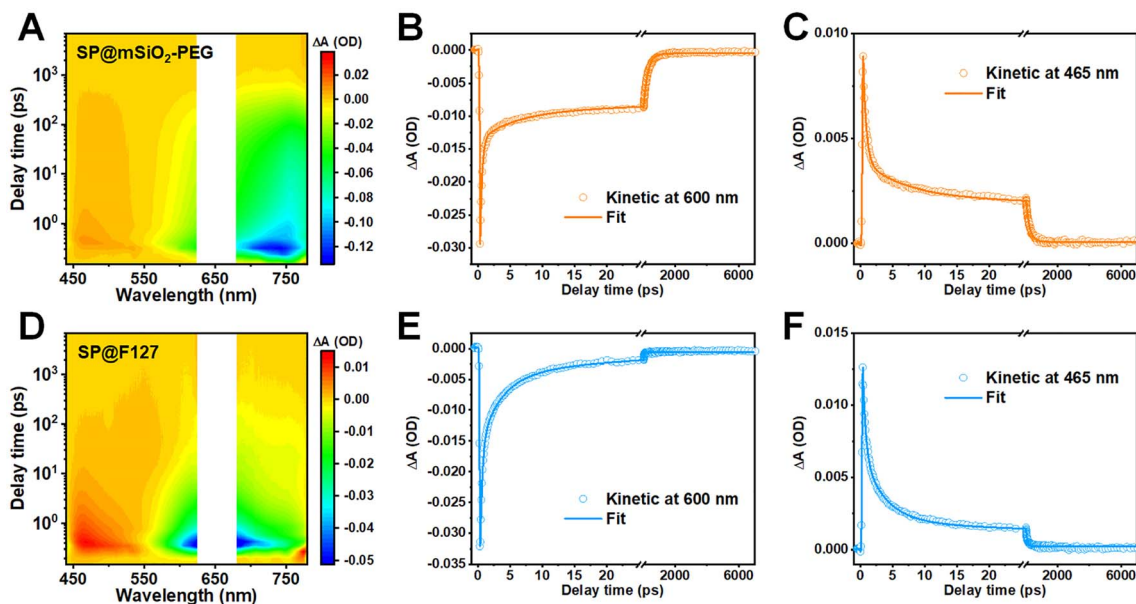 A
SP@mSiO₂-PEG
ΔA (OD)
0.02
0.00
-0.02
-0.04
-0.06
-0.08
-0.10
-0.12
Delay time (ps)
10³
10²
10¹
10⁰
450 550 650 750
Wavelength (nm)
B
ΔA (OD)
0.000
-0.005
-0.010
-0.015
-0.020
-0.025
-0.030
Kinetic at 600 nm
Fit
0 5 10 15 20 2000 4000 6000
Delay time (ps)
C
ΔA (OD)
0.010
0.005
0.000
Kinetic at 465 nm
Fit
0 5 10 15 20 2000 4000 6000
Delay time (ps)
D
SP@F127
ΔA (OD)
0.01
0.00
-0.01
-0.02
-0.03
-0.04
-0.05
Delay time (ps)
10³
10²
10¹
10⁰
450 550 650 750
Wavelength (nm)
E
ΔA (OD)
0.000
-0.005
-0.010
-0.015
-0.020
-0.025
-0.030
-0.035
Kinetic at 600 nm
Fit
0 5 10 15 20 2000 4000 6000
Delay time (ps)
F
ΔA (OD)
0.015
0.010
0.005
0.000
Kinetic at 465 nm
Fit
0 5 10 15 20 2000 4000 6000
Delay time (ps)